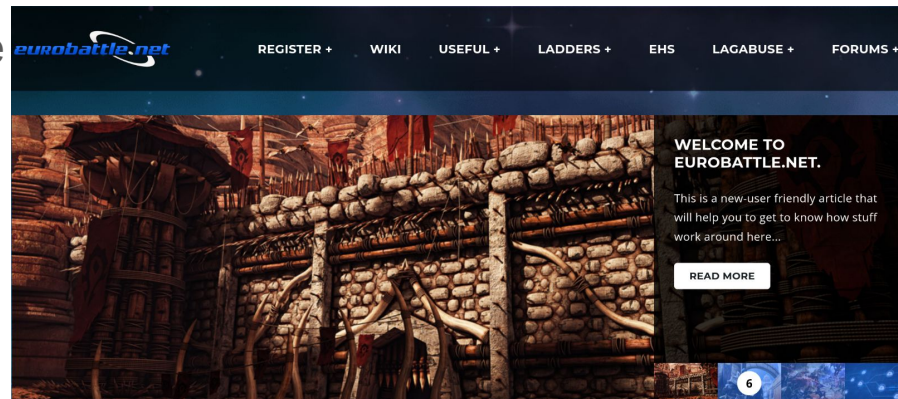 e
eurobattle.net
REGISTER + WIKI USEFUL + LADDERS + EHS LAGABUSE + FORUMS +
WELCOME TO
EUROBATTLE.NET.
This is a new-user friendly article that
will help you to get to know how stuff
work around here...
READ MORE
6